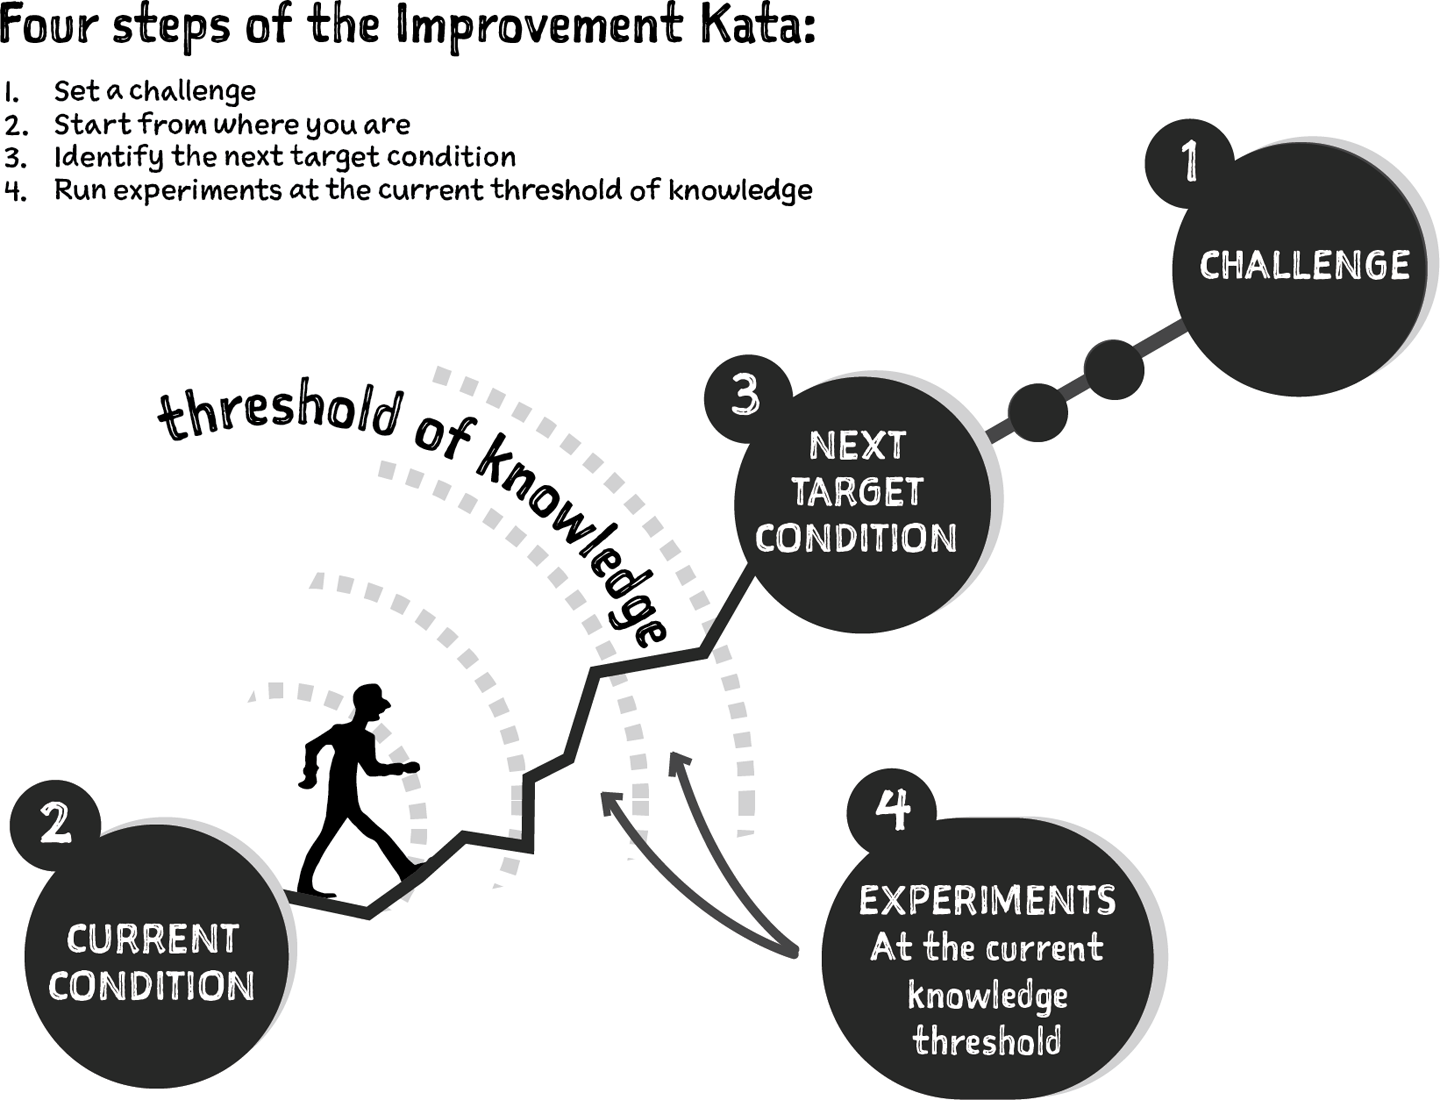 Four steps of the Improvement Kata:
1. Set a challenge
2. Start from where you are
3. Identify the next target condition
4. Run experiments at the current threshold of knowledge
1
CHALLENGE
3
NEXT
TARGET
CONDITION
threshold of knowledge
2
CURRENT
CONDITION
4
EXPERIMENTS
At the current
knowledge
threshold